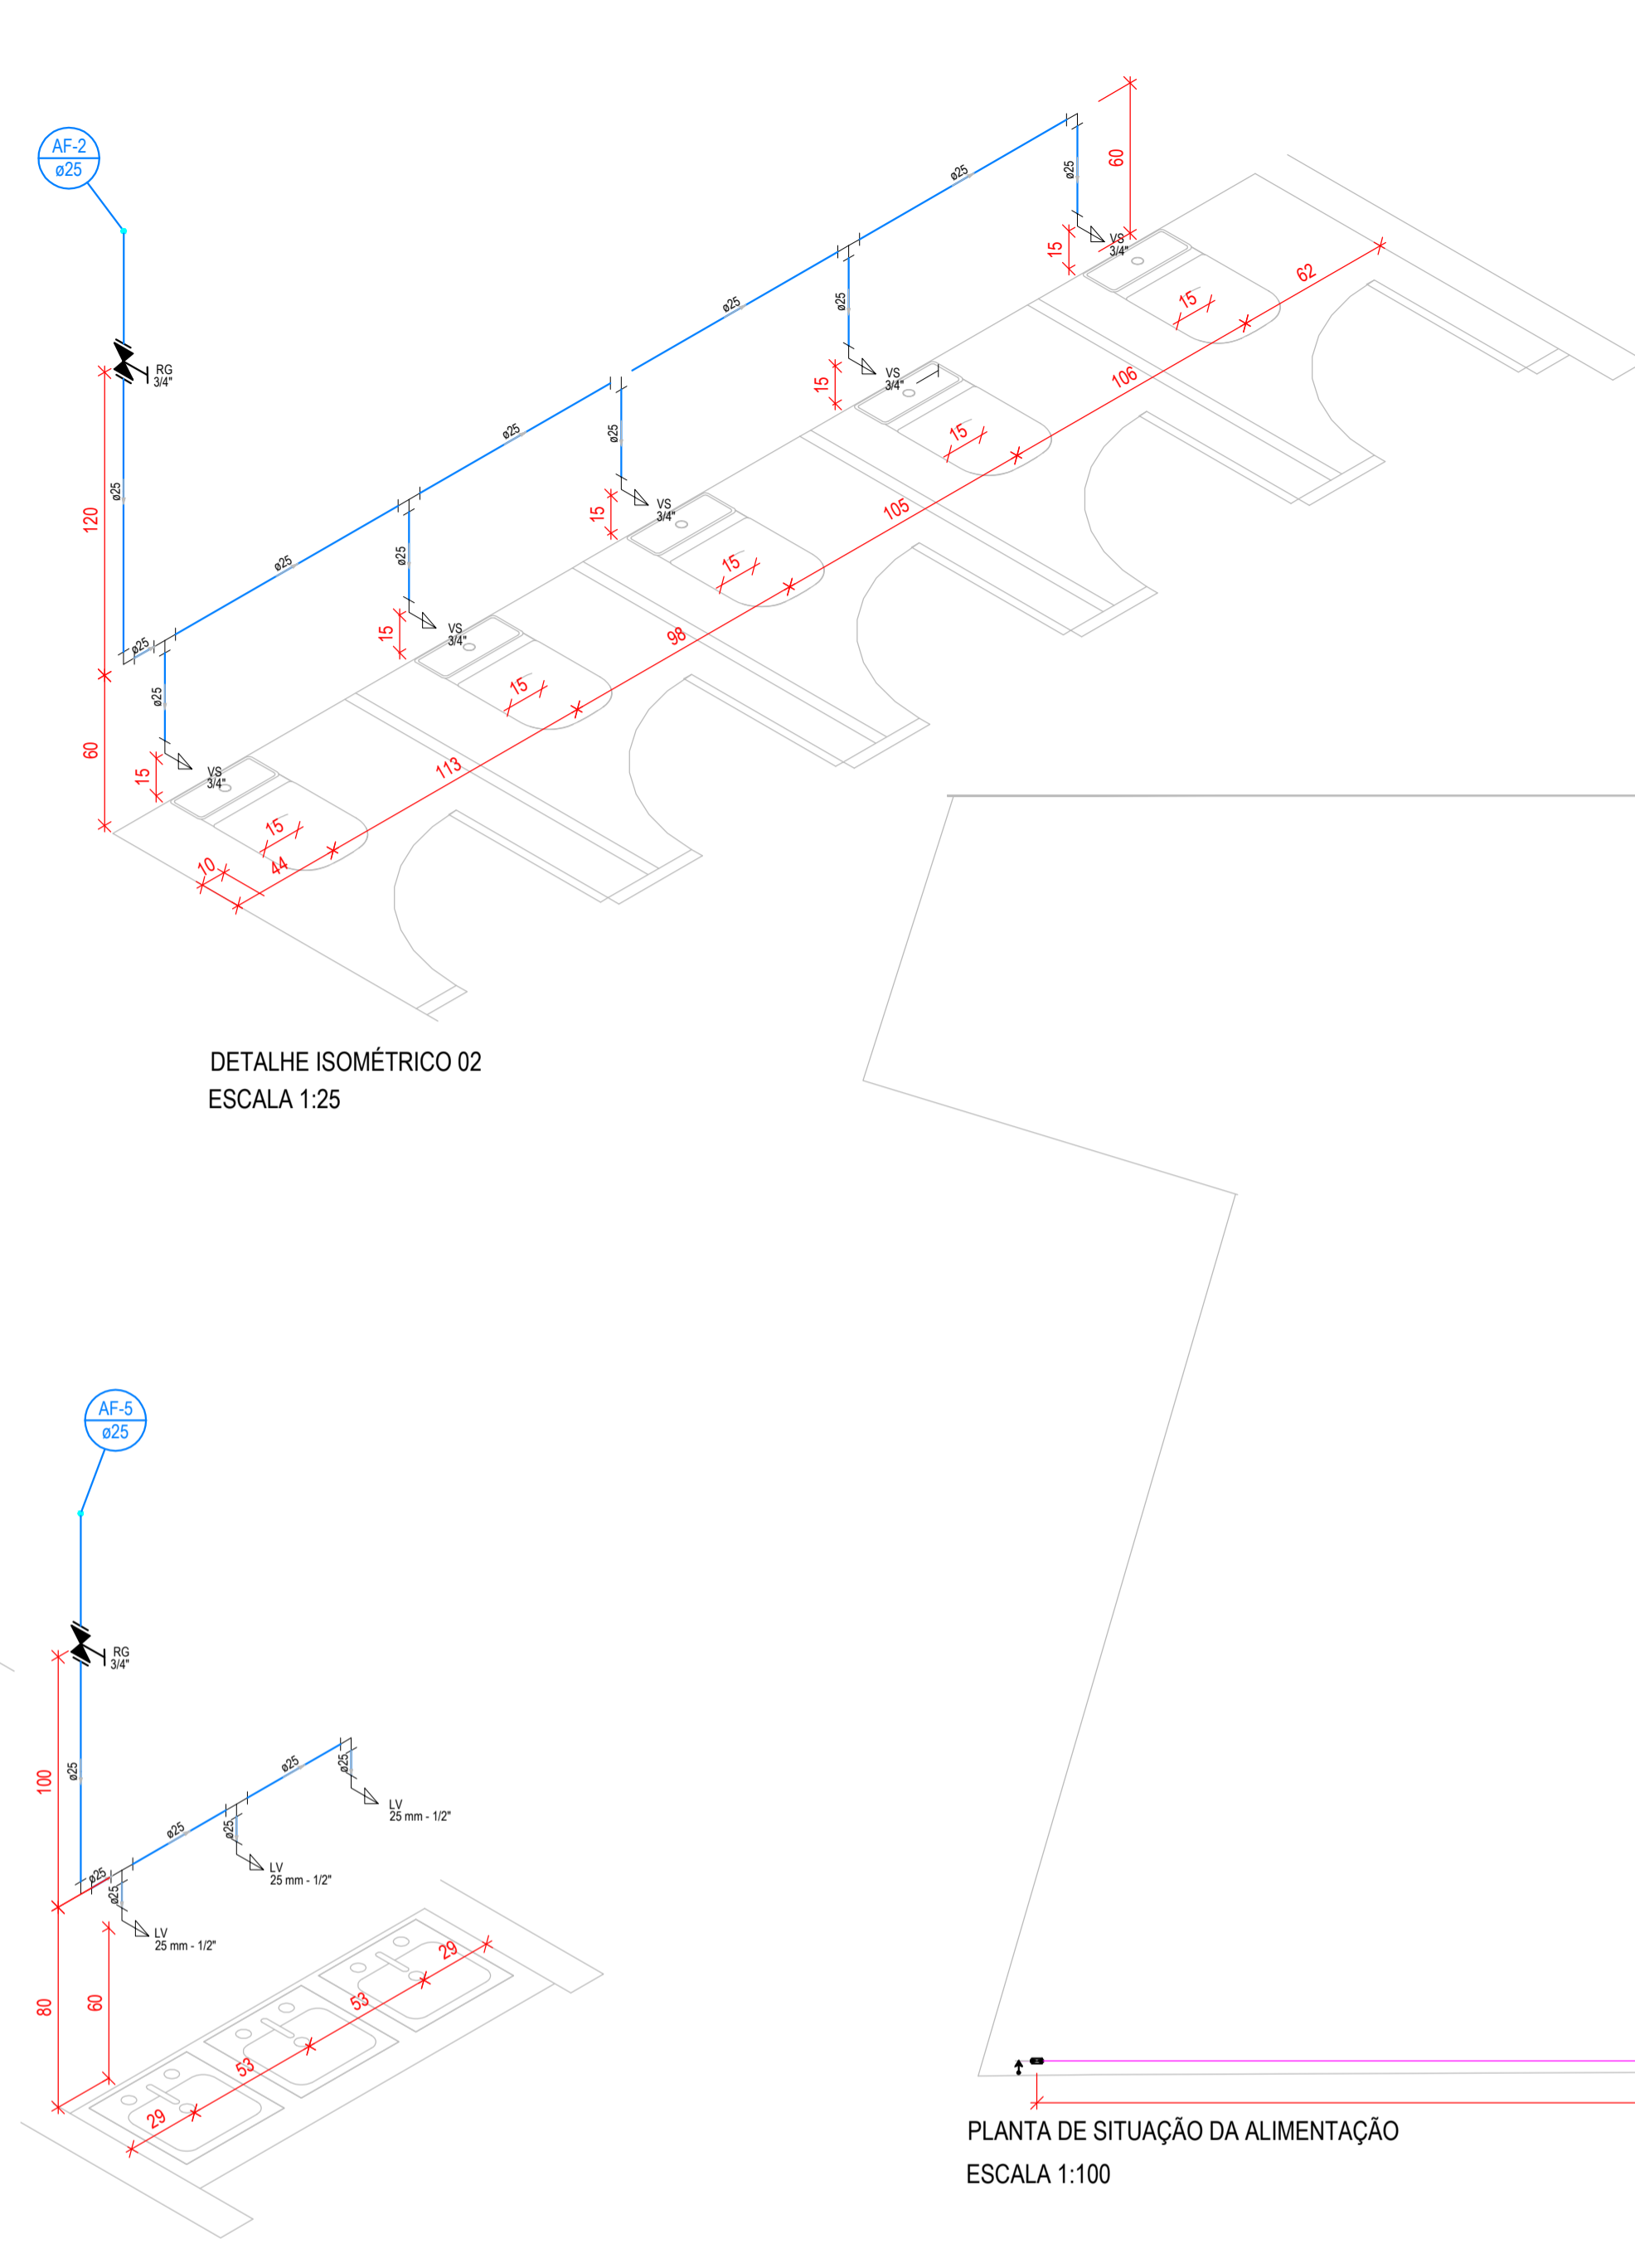 AF-2
ø25
ø25
ø25
60
ø25
VS
3/4"
15
62
ø25
ø25
15
RG
3/4"
VS
3/4"
15
106
ø25
ø25
15
120
ø25
VS
3/4"
15
105
ø25
ø25
15
VS
3/4"
15
98
ø25
ø25
15
60
VS
3/4"
15
113
15
10
44
DETALHE ISOMÉTRICO 02
ESCALA 1:25
AF-5
ø25
RG
3/4"
100
ø25
ø25
ø25
LV
25 mm - 1/2"
ø25
ø25
LV
25 mm - 1/2"
ø25
ø25
LV
25 mm - 1/2"
80
60
29
53
53
29
PLANTA DE SITUAÇÃO DA ALIMENTAÇÃO
ESCALA 1:100